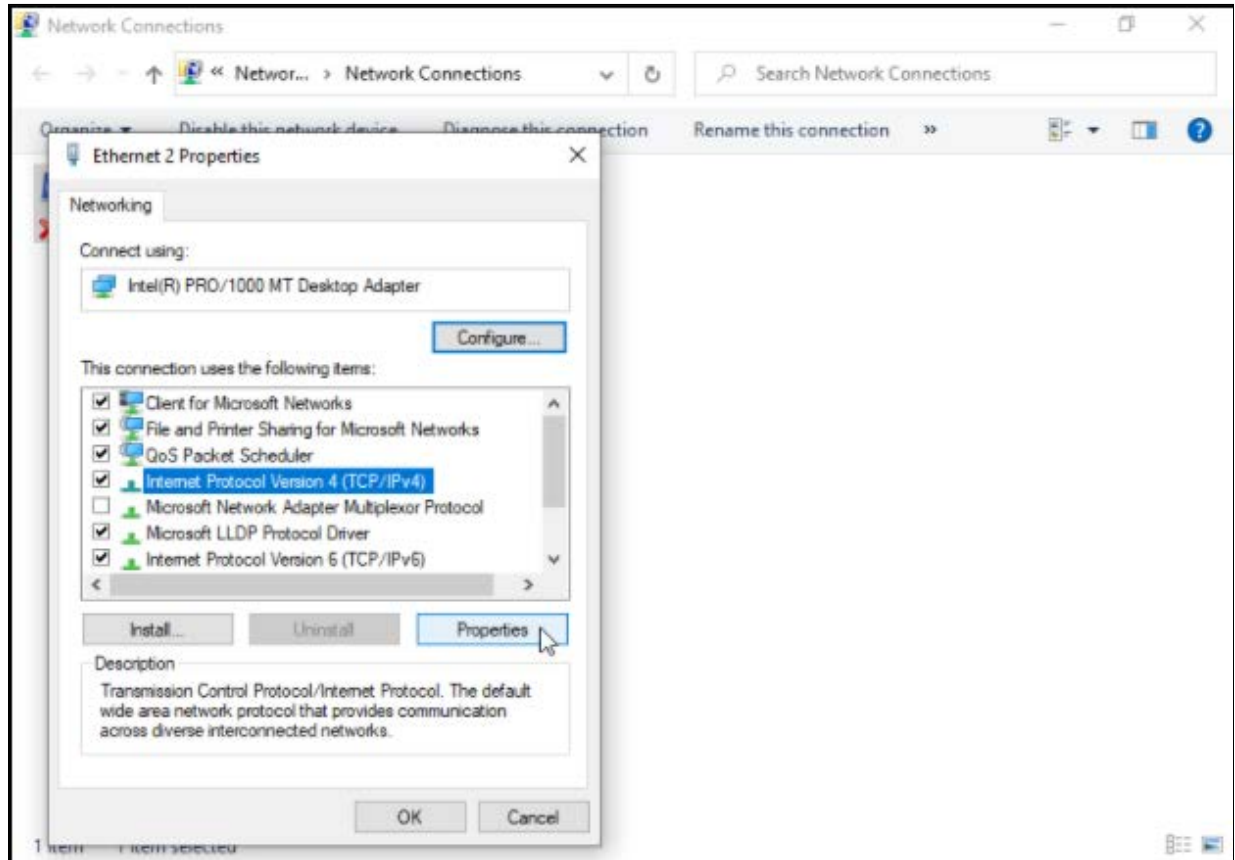 Network Connections
« Networ... › Network Connections
Search Network Connections
Organize
Disable this network device
Diagnose this connection
Rename this connection
»
Ethernet 2 Properties
Networking
Connect using:
Intel(R) PRO/1000 MT Desktop Adapter
Configure...
This connection uses the following items:
Client for Microsoft Networks
File and Printer Sharing for Microsoft Networks
QoS Packet Scheduler
Internet Protocol Version 4 (TCP/IPv4)
Microsoft Network Adapter Multiplexor Protocol
Microsoft LLDP Protocol Driver
Internet Protocol Version 6 (TCP/IPv6)
Install...
Uninstall
Properties
Description
Transmission Control Protocol/Internet Protocol. The default
wide area network protocol that provides communication
across diverse interconnected networks.
OK
Cancel
1 item
1 item selected